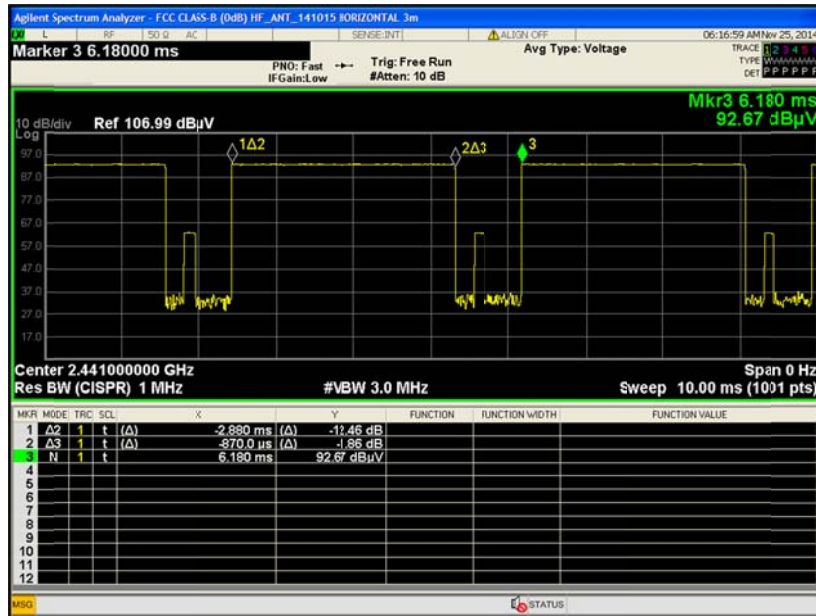 Agilent Spectrum Analyzer - FCC CLASS-B (0dB) HF_ANT_141015 HORIZONTAL 3m
L RF 50 Ω AC SENSE:INT ALIGN OFF 06:16:59 AM Nov 25, 2014
Marker 3 6.18000 ms Avg Type: Voltage TRACE 1 2 3 4 5 6
PNO: Fast Trig: Free Run TYPE
IFGain:Low #Atten: 10 dB DET P P P P P P
Mkr3 6.180 ms
10 dB/div Ref 106.99 dBµV 92.67 dBµV
Log
97.0 1Δ2 2Δ3 3
87.0
77.0
67.0
57.0
47.0
37.0
27.0
17.0
Center 2.441000000 GHz Span 0 Hz
Res BW (CISPR) 1 MHz #VBW 3.0 MHz Sweep 10.00 ms (1001 pts)
MKR MODE TRC SCL X Y FUNCTION FUNCTION WIDTH FUNCTION VALUE
1 Δ2 1 t (Δ) -2.880 ms (Δ) dB
2 Δ3 1 t (Δ) -870.0 µs (Δ) dB
3 N 1 t 6.180 ms 92.67 dBµV
4
5
6
7
8
9
10
11
12
MSG STATUS